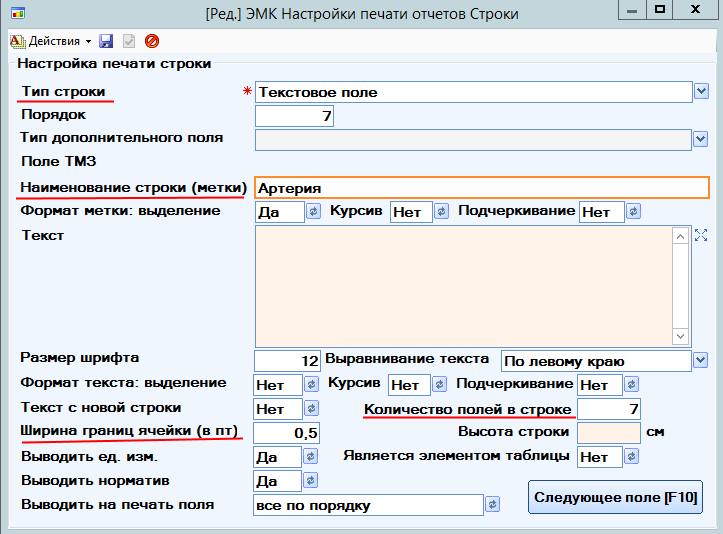 [Ред.] ЭМК Настройки печати отчетов Строки
Действия
Настройка печати строки
Тип строки * Текстовое поле
Порядок 7
Тип дополнительного поля
Поле ТМЗ
Наименование строки (метки) Артерия
Формат метки: выделение Да Курсив Нет Подчеркивание Нет
Текст
Размер шрифта 12 Выравнивание текста По левому краю
Формат текста: выделение Нет Курсив Нет Подчеркивание Нет
Текст с новой строки Нет Количество полей в строке 7
Ширина границ ячейки (в пт) 0,5 Высота строки см
Выводить ед. изм. Да Является элементом таблицы Нет
Выводить норматив Да
Выводить на печать поля все по порядку
Следующее поле [F10]